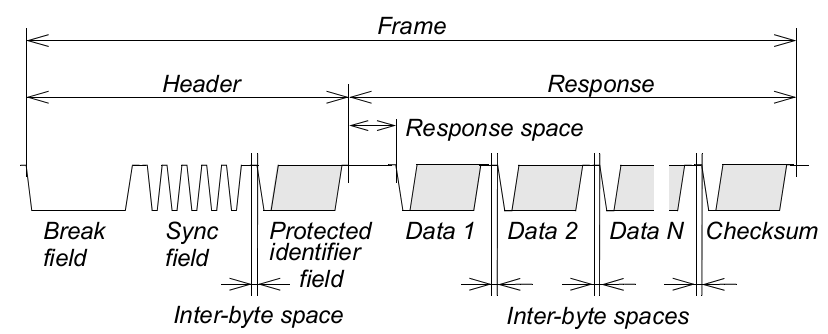 Frame
Header
Response
Response space
Break
field
Sync
field
Protected
identifier
field
Data 1
Data 2
Data N
Checksum
Inter-byte space
Inter-byte spaces